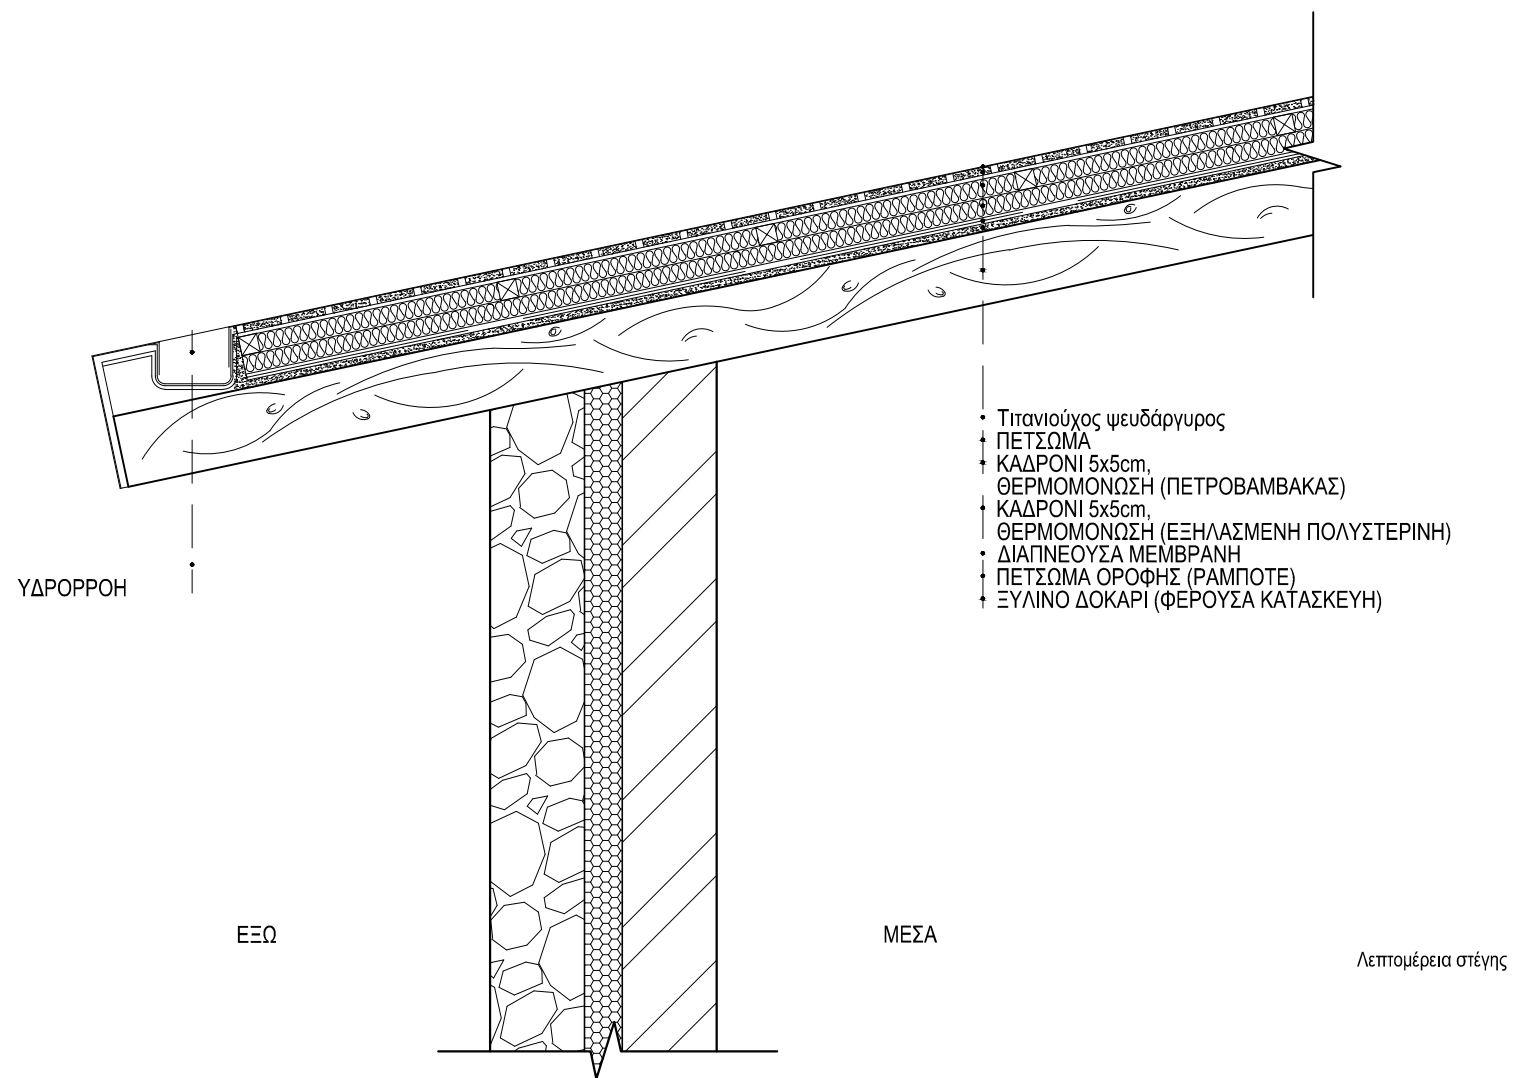 Τιτανιούχος ψευδάργυρος
ΠΕΤΣΩΜΑ
ΚΑΔΡΟΝΙ 5x5cm,
ΘΕΡΜΟΜΟΝΩΣΗ (ΠΕΤΡΟΒΑΜΒΑΚΑΣ)
ΚΑΔΡΟΝΙ 5x5cm,
ΘΕΡΜΟΜΟΝΩΣΗ (ΕΞΗΛΑΣΜΕΝΗ ΠΟΛΥΣΤΕΡΙΝΗ)
ΔΙΑΠΝΕΟΥΣΑ ΜΕΜΒΡΑΝΗ
ΠΕΤΣΩΜΑ ΟΡΟΦΗΣ (ΡΑΜΠΟΤΕ)
ΞΥΛΙΝΟ ΔΟΚΑΡΙ (ΦΕΡΟΥΣΑ ΚΑΤΑΣΚΕΥΗ)
ΥΔΡΟΡΡΟΗ
ΕΞΩ
ΜΕΣΑ
Λεπτομέρεια στέγης